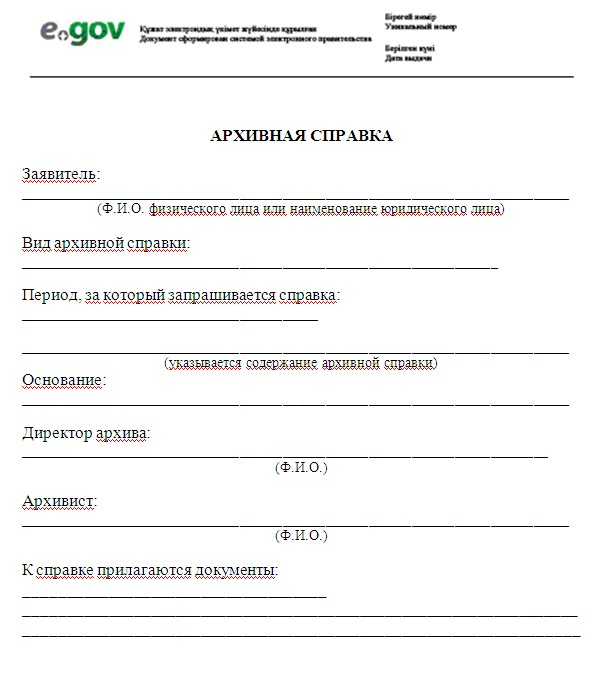 e.gov
Құжат электрондық үкімет жүйесінде құрылған
Документ сформирован системой электронного правительства
Бірегей нөмір
Уникальный номер
Берілген күні
Дата выдачи
АРХИВНАЯ СПРАВКА
Заявитель:
(Ф.И.О. физического лица или наименование юридического лица)
Вид архивной справки:
Период, за который запрашивается справка:
(указывается содержание архивной справки)
Основание:
Директор архива:
(Ф.И.О.)
Архивист:
(Ф.И.О.)
К справке прилагаются документы: